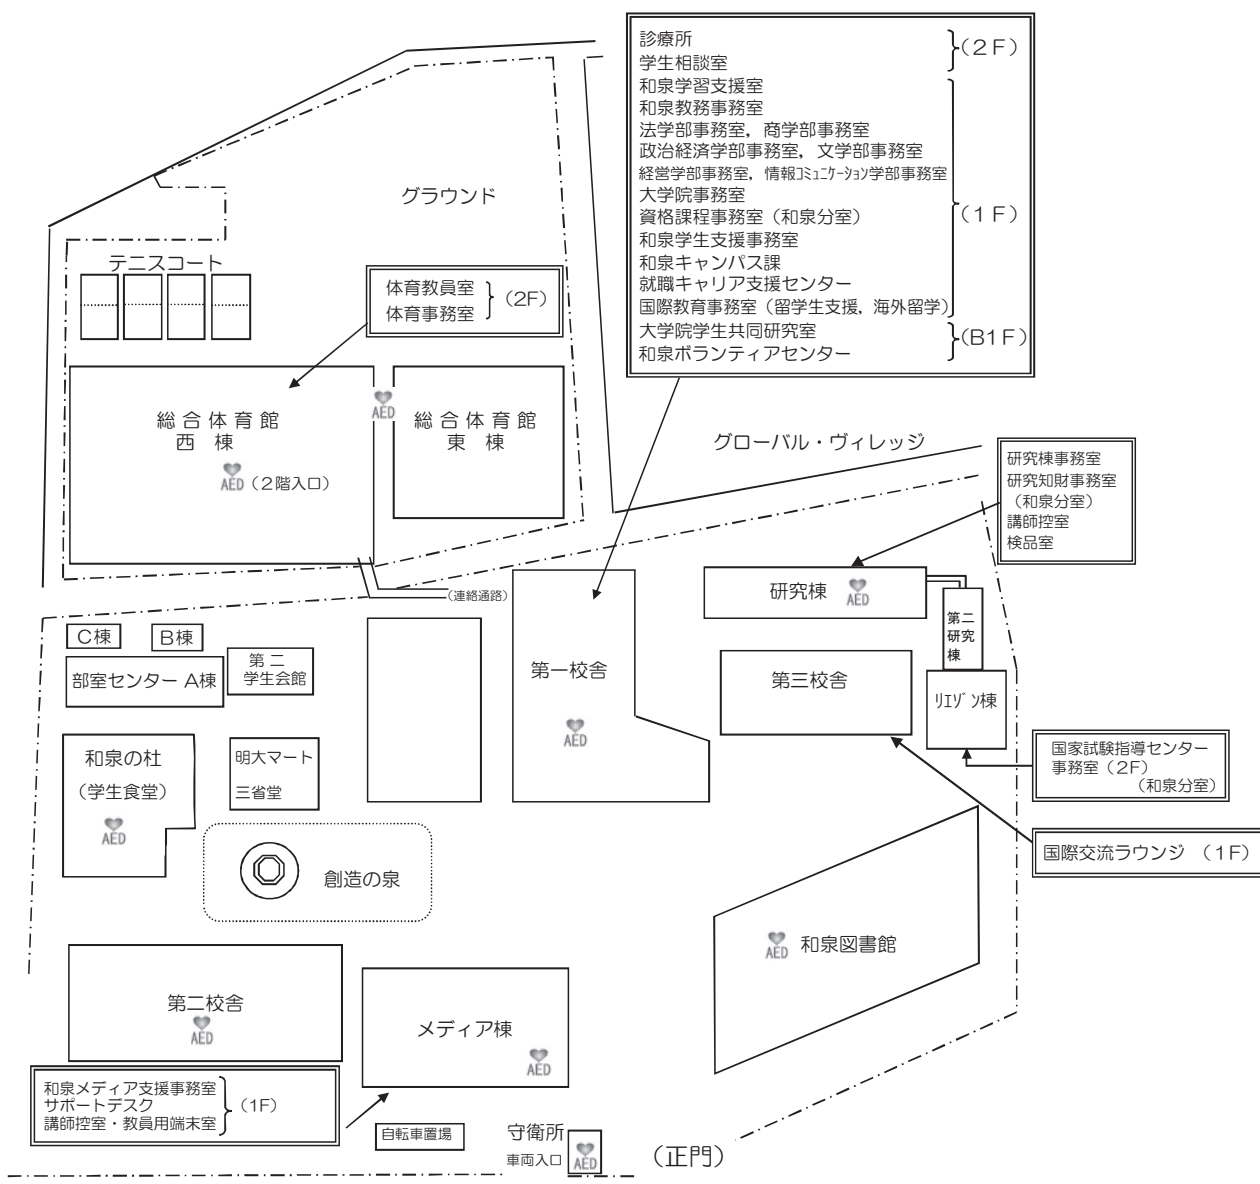 診療所
学生相談室
(2F)
和泉学習支援室
和泉教務事務室
法学部事務室，商学部事務室
政治経済学部事務室，文学部事務室
経営学部事務室，情報ｺﾐｭﾆｹｰｼｮﾝ学部事務室
大学院事務室
資格課程事務室（和泉分室）
和泉学生支援事務室
和泉キャンパス課
就職キャリア支援センター
国際教育事務室（留学生支援，海外留学）
(1F)
大学院学生共同研究室
和泉ボランティアセンター
(B1F)
グラウンド
テニスコート
体育教員室
体育事務室
(2F)
総合体育館
西棟
AED（2階入口）
AED
総合体育館
東棟
グローバル・ヴィレッジ
研究棟事務室
研究知財事務室
（和泉分室）
講師控室
検品室
（連絡通路）
研究棟
AED
第二
研究
棟
C棟
B棟
部室センター A棟
第二
学生会館
第一校舎
AED
第三校舎
ﾘｴｿﾞﾝ棟
国家試験指導センター
事務室（2F）
（和泉分室）
和泉の杜
（学生食堂）
AED
明大マート
三省堂
国際交流ラウンジ （1F）
創造の泉
AED
和泉図書館
第二校舎
AED
メディア棟
AED
和泉メディア支援事務室
サポートデスク
講師控室・教員用端末室
(1F)
自転車置場
守衛所
車両入口
AED
（正門）